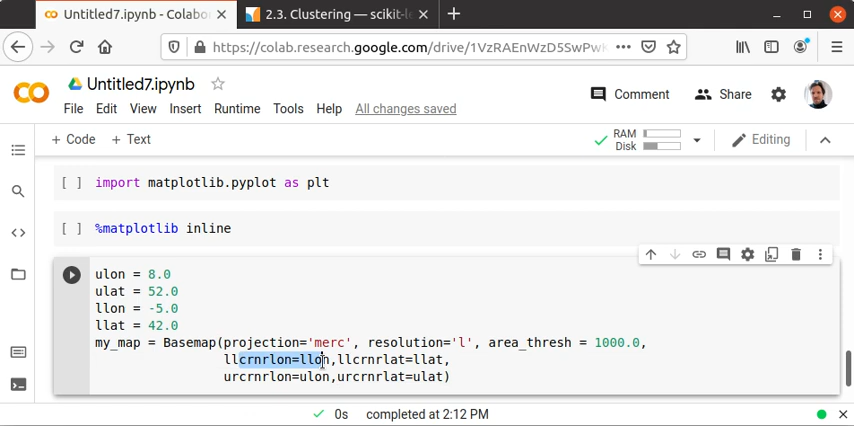 Untitled7.ipynb - Colabo
2.3. Clustering — scikit-le
https://colab.research.google.com/drive/1VzRAEnWzD5SwPwK
Untitled7.ipynb
File Edit View Insert Runtime Tools Help All changes saved
Comment
Share
+ Code + Text
RAM
Disk
Editing
[ ] import matplotlib.pyplot as plt
[ ] %matplotlib inline
ulon = 8.0
ulat = 52.0
llon = -5.0
llat = 42.0
my_map = Basemap(projection='merc', resolution='l', area_thresh = 1000.0,
llcrnrlon=llon,llcrnrlat=llat,
urcrnrlon=ulon,urcrnrlat=ulat)
0s completed at 2:12 PM